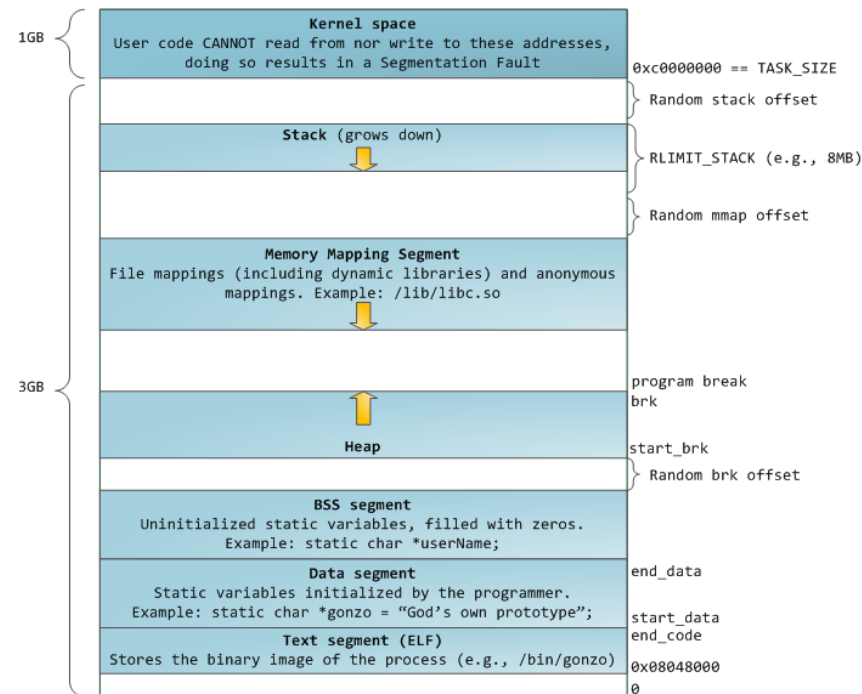 1GB
Kernel space
User code CANNOT read from nor write to these addresses,
doing so results in a Segmentation Fault
0xc0000000 == TASK_SIZE
Random stack offset
Stack (grows down)
RLIMIT_STACK (e.g., 8MB)
Random mmap offset
Memory Mapping Segment
File mappings (including dynamic libraries) and anonymous
mappings. Example: /lib/libc.so
3GB
program break
brk
Heap
start_brk
Random brk offset
BSS segment
Uninitialized static variables, filled with zeros.
Example: static char *userName;
end_data
Data segment
Static variables initialized by the programmer.
Example: static char *gonzo = “God’s own prototype”;
start_data
end_code
Text segment (ELF)
Stores the binary image of the process (e.g., /bin/gonzo)
0x08048000
0